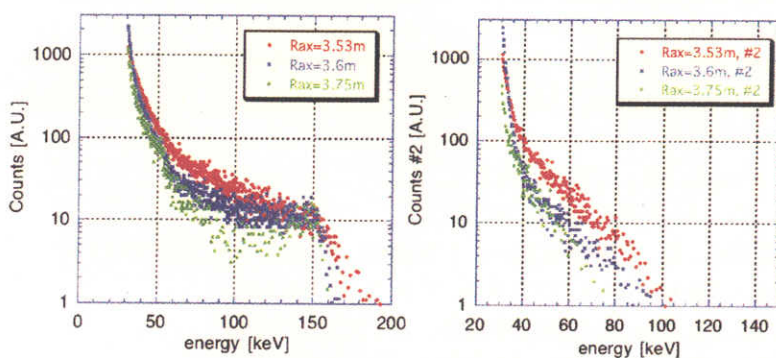 1000
100
10
1
Counts [A.U.]
Rax=3.53m
Rax=3.6m
Rax=3.75m
0 50 100 150 200
energy [keV]
1000
100
10
1
Counts #2 [A.U.]
Rax=3.53m, #2
Rax=3.6m, #2
Rax=3.75m, #2
20 40 60 80 100 120 140
energy [keV]